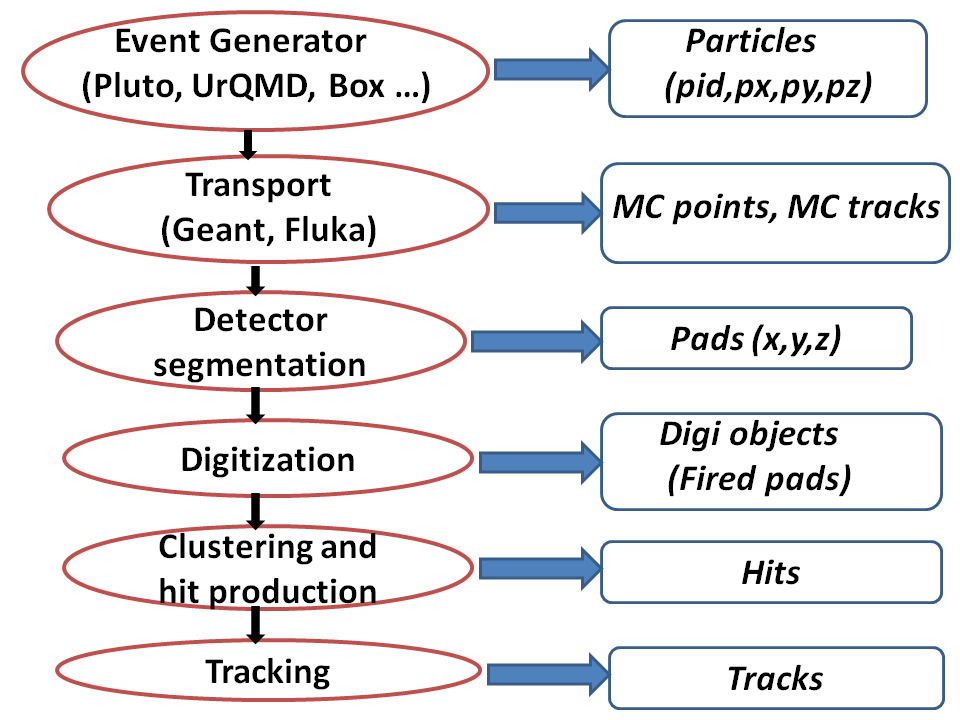 Event Generator
(Pluto, UrQMD, Box ...)
Particles
(pid,px,py,pz)
Transport
(Geant, Fluka)
MC points, MC tracks
Detector
segmentation
Pads (x,y,z)
Digitization
Digi objects
(Fired pads)
Clustering and
hit production
Hits
Tracking
Tracks